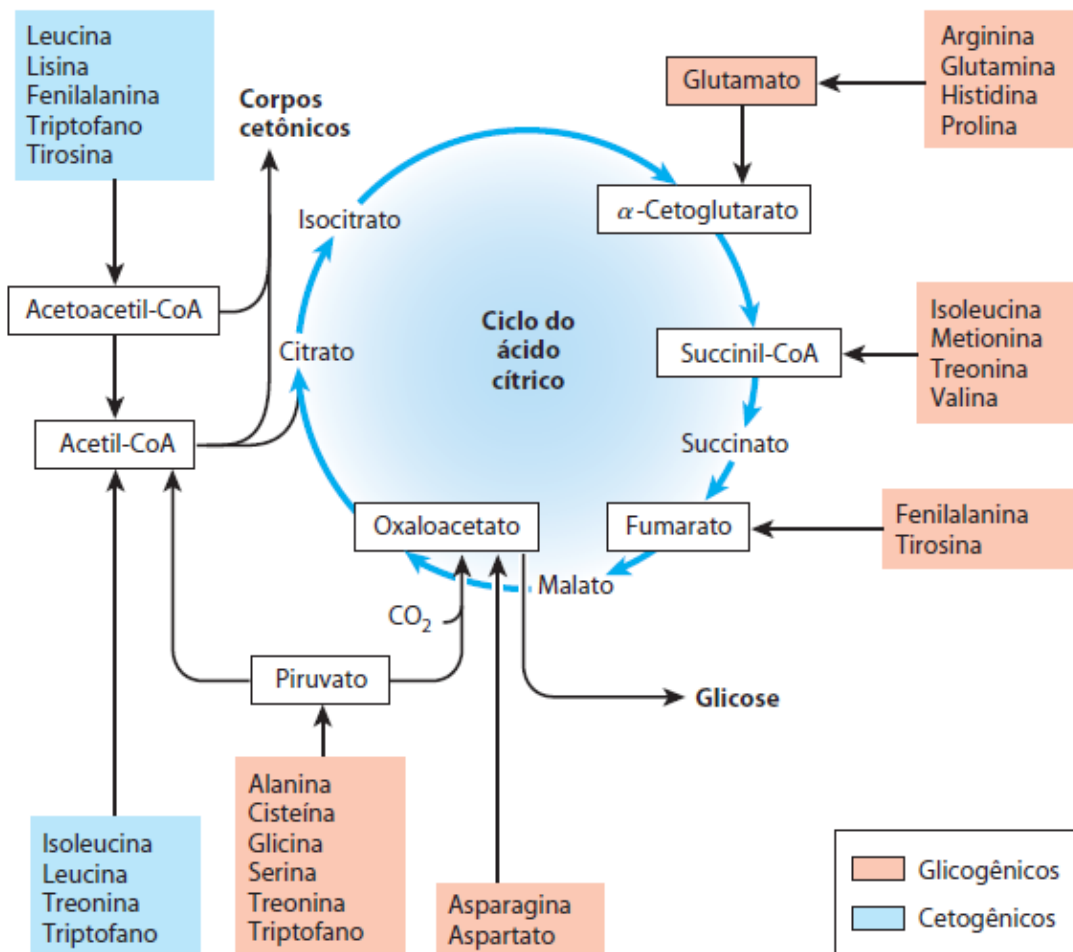 Leucina
Lisina
Fenilalanina
Triptofano
Tirosina
Corpos
cetônicos
Glutamato
Arginina
Glutamina
Histidina
Prolina
Isocitrato
α-Cetoglutarato
Acetoacetil-CoA
Citrato
Ciclo do
ácido
cítrico
Succinil-CoA
Isoleucina
Metionina
Treonina
Valina
Acetil-CoA
Succinato
Oxaloacetato
Fumarato
Fenilalanina
Tirosina
Malato
CO₂
Piruvato
Glicose
Isoleucina
Leucina
Treonina
Triptofano
Alanina
Cisteína
Glicina
Serina
Treonina
Triptofano
Asparagina
Aspartato
Glicogênicos
Cetogênicos